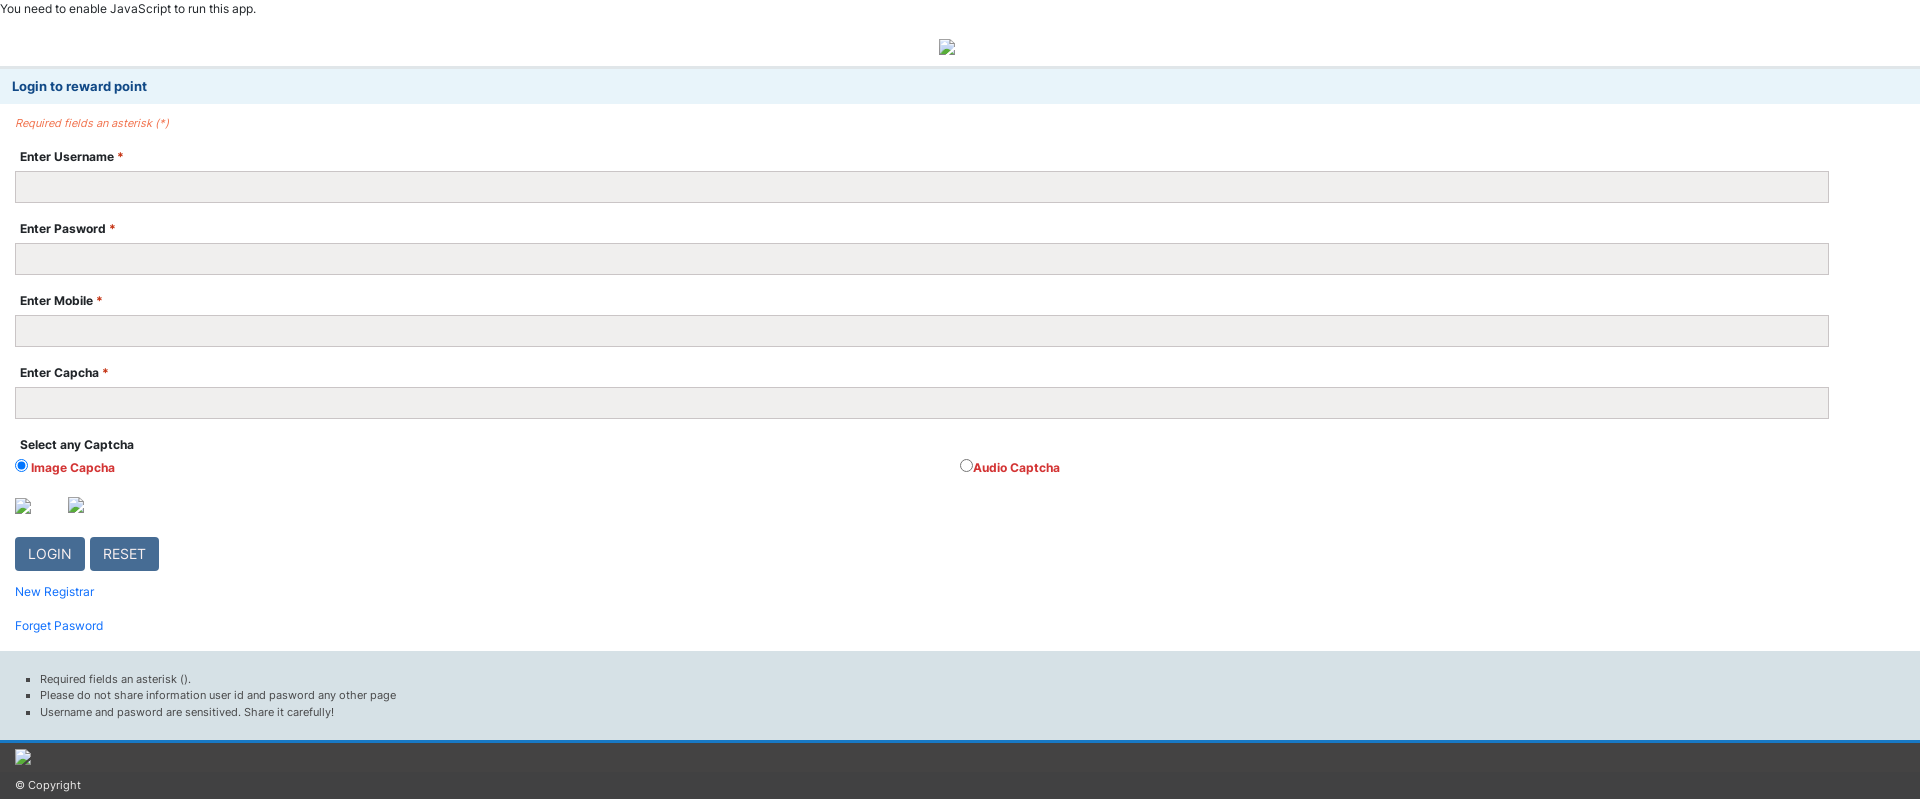 You need to enable JavaScript to run this app.
Login to reward point
Required fields an asterisk (*)
Enter Username *
Enter Pasword *
Enter Mobile *
Enter Capcha *
Select any Captcha
Image Capcha
Audio Captcha
LOGIN
RESET
New Registrar
Forget Pasword
Required fields an asterisk ().
Please do not share information user id and pasword any other page
Username and pasword are sensitived. Share it carefully!
© Copyright